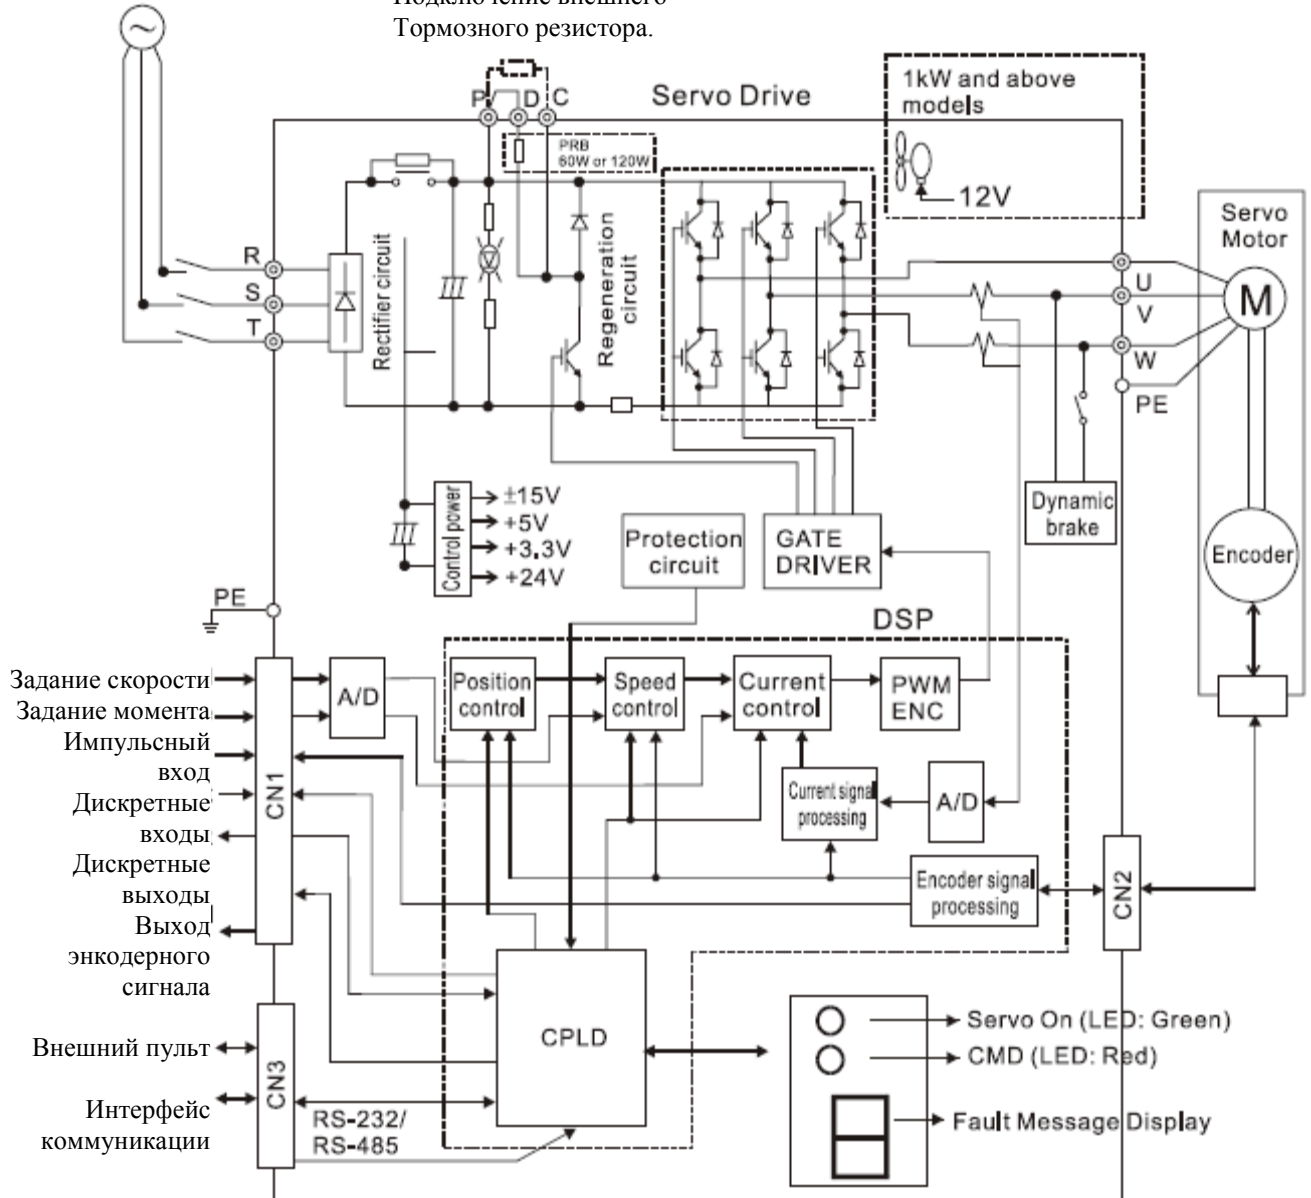 Подключение внешнего
Тормозного резистора.
P D C
Servo Drive
1kW and above
models
12V
PRB
60W or 120W
Servo
Motor
M
R
S
T
Rectifier circuit
Regeneration
circuit
U
V
W
PE
Dynamic
brake
Encoder
Control power
±15V
+5V
+3.3V
+24V
Protection
circuit
GATE
DRIVER
PE
DSP
Задание скорости
Задание момента
Импульсный
вход
Дискретные
входы
Дискретные
выходы
Выход
энкодерного
сигнала
CN1
A/D
Position
control
Speed
control
Current
control
PWM
ENC
Current signal
processing
A/D
Encoder signal
processing
CN2
CPLD
Внешний пульт
Интерфейс
коммуникации
CN3
RS-232/
RS-485
Servo On (LED: Green)
CMD (LED: Red)
Fault Message Display